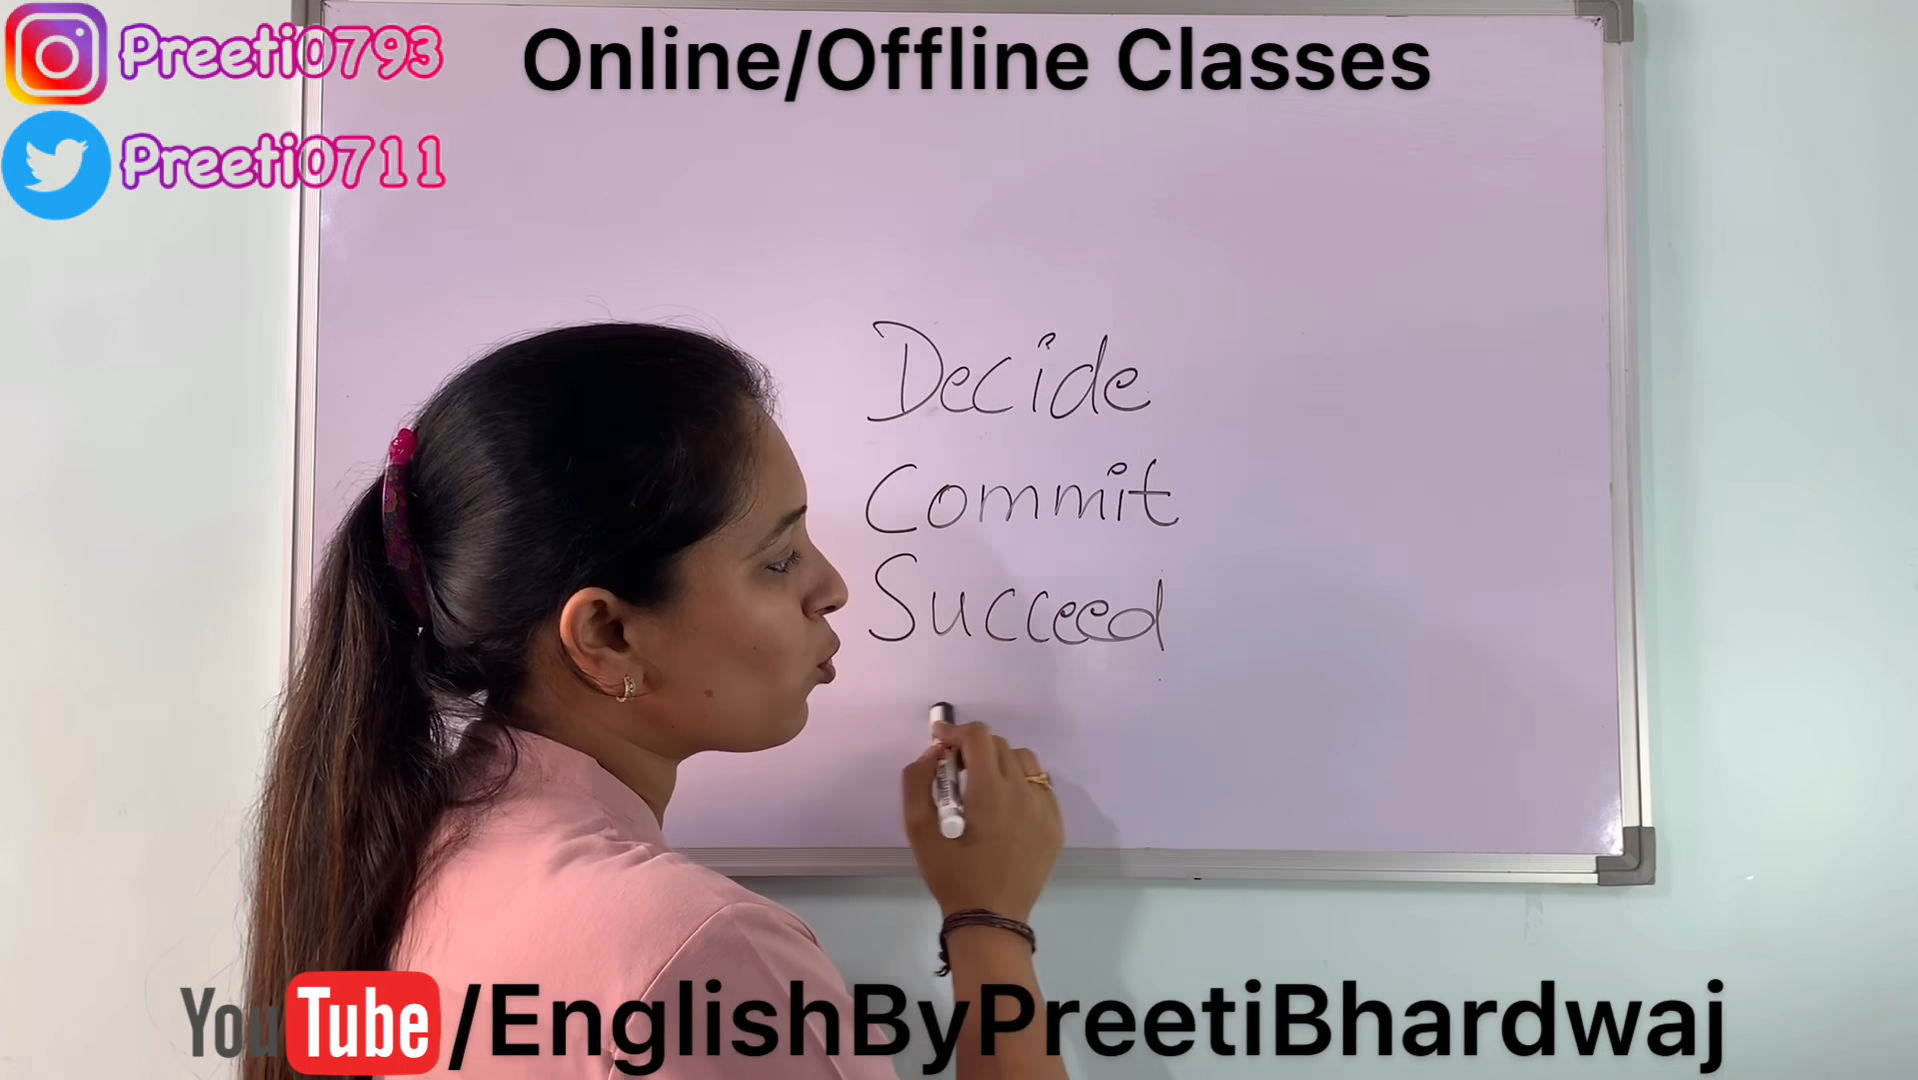 Preeti0793
Online/Offline Classes
Preeti0711
Decide
Commit
Succeed
YouTube/EnglishByPreetiBhardwaj